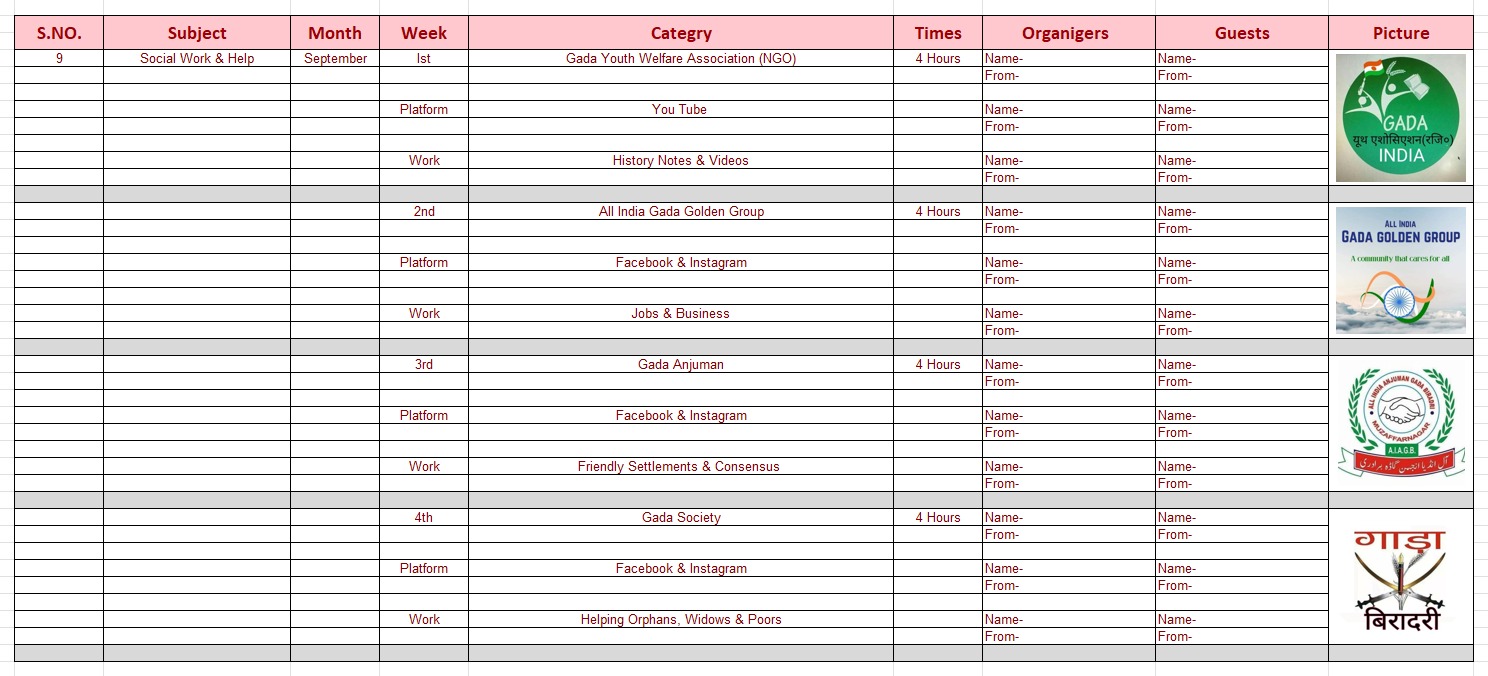 S.NO. Subject Month Week Categry Times Organigers Guests Picture
9 Social Work & Help September Ist Gada Youth Welfare Association (NGO) 4 Hours Name- Name-
From- From-
Platform You Tube Name- Name-
From- From-
Work History Notes & Videos Name- Name-
From- From-
GADA
यूथ एशोसिएशन(रजि०)
INDIA
2nd All India Gada Golden Group 4 Hours Name- Name-
From- From-
Platform Facebook & Instagram Name- Name-
From- From-
Work Jobs & Business Name- Name-
From- From-
ALL INDIA
GADA GOLDEN GROUP
A community that cares for all
3rd Gada Anjuman 4 Hours Name- Name-
From- From-
Platform Facebook & Instagram Name- Name-
From- From-
Work Friendly Settlements & Consensus Name- Name-
From- From-
ALL INDIA ANJUMAN GADA BIRADRI
MUZAFFARNAGAR
A.I.A.G.B.
آل انڈیا انجمن گاڈہ برادری
4th Gada Society 4 Hours Name- Name-
From- From-
Platform Facebook & Instagram Name- Name-
From- From-
Work Helping Orphans, Widows & Poors Name- Name-
From- From-
गाड़ा
बिरादरी